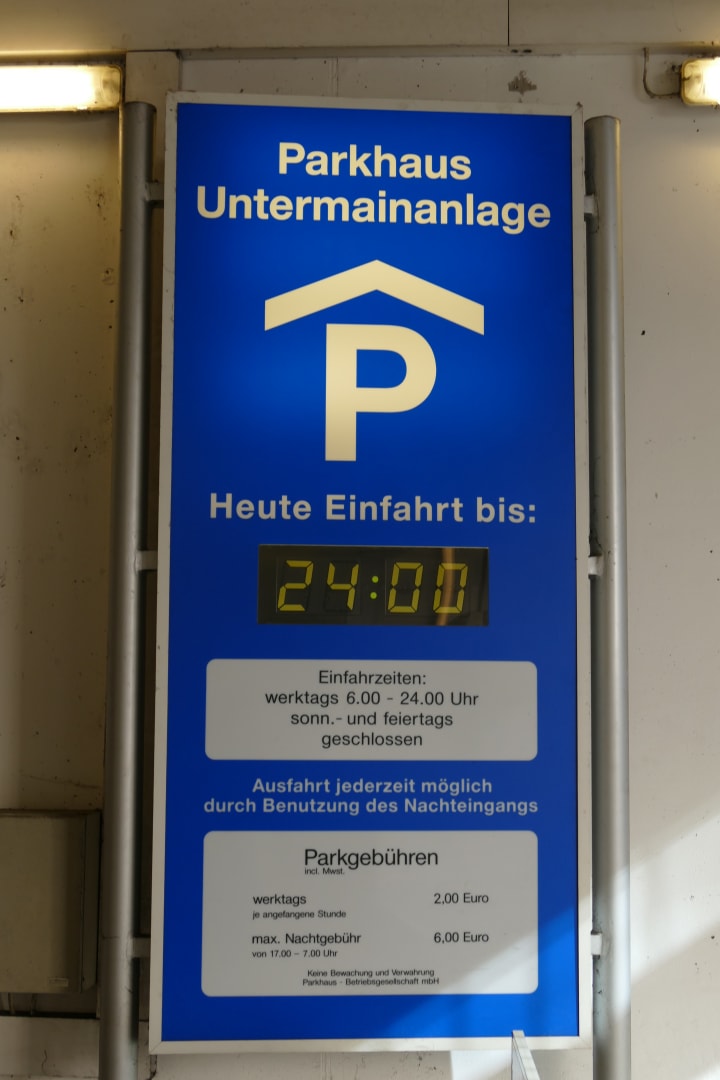 Parkhaus
Untermainanlage
P
Heute Einfahrt bis:
24:00
Einfahrzeiten:
werktags 6.00 - 24.00 Uhr
sonn.- und feiertags
geschlossen
Ausfahrt jederzeit möglich
durch Benutzung des Nachteingangs
Parkgebühren
incl. Mwst.
werktags 2,00 Euro
je angefangene Stunde
max. Nachtgebühr 6,00 Euro
von 17.00 - 7.00 Uhr
Keine Bewachung und Verwahrung
Parkhaus - Betriebsgesellschaft mbH